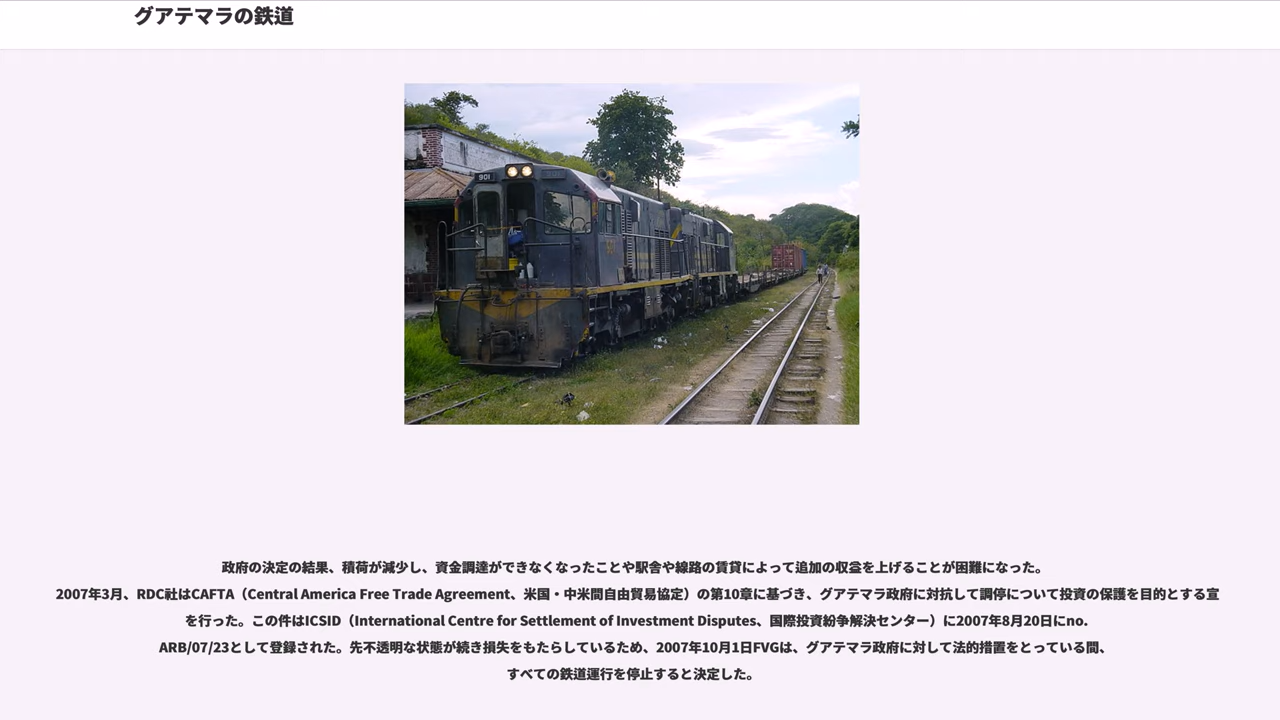 グアテマラの鉄道
901
政府の決定の結果、積荷が減少し、資金調達ができなくなったことや駅舎や線路の賃貸によって追加の収益を上げることが困難になった。
2007年3月、RDC社はCAFTA（Central America Free Trade Agreement、米国・中米間自由貿易協定）の第10章に基づき、グアテマラ政府に対抗して調停について投資の保護を目的とする宣
を行った。この件はICSID（International Centre for Settlement of Investment Disputes、国際投資紛争解決センター）に2007年8月20日にno.
ARB/07/23として登録された。先不透明な状態が続き損失をもたらしているため、2007年10月1日FVGは、グアテマラ政府に対して法的措置をとっている間、
すべての鉄道運行を停止すると決定した。